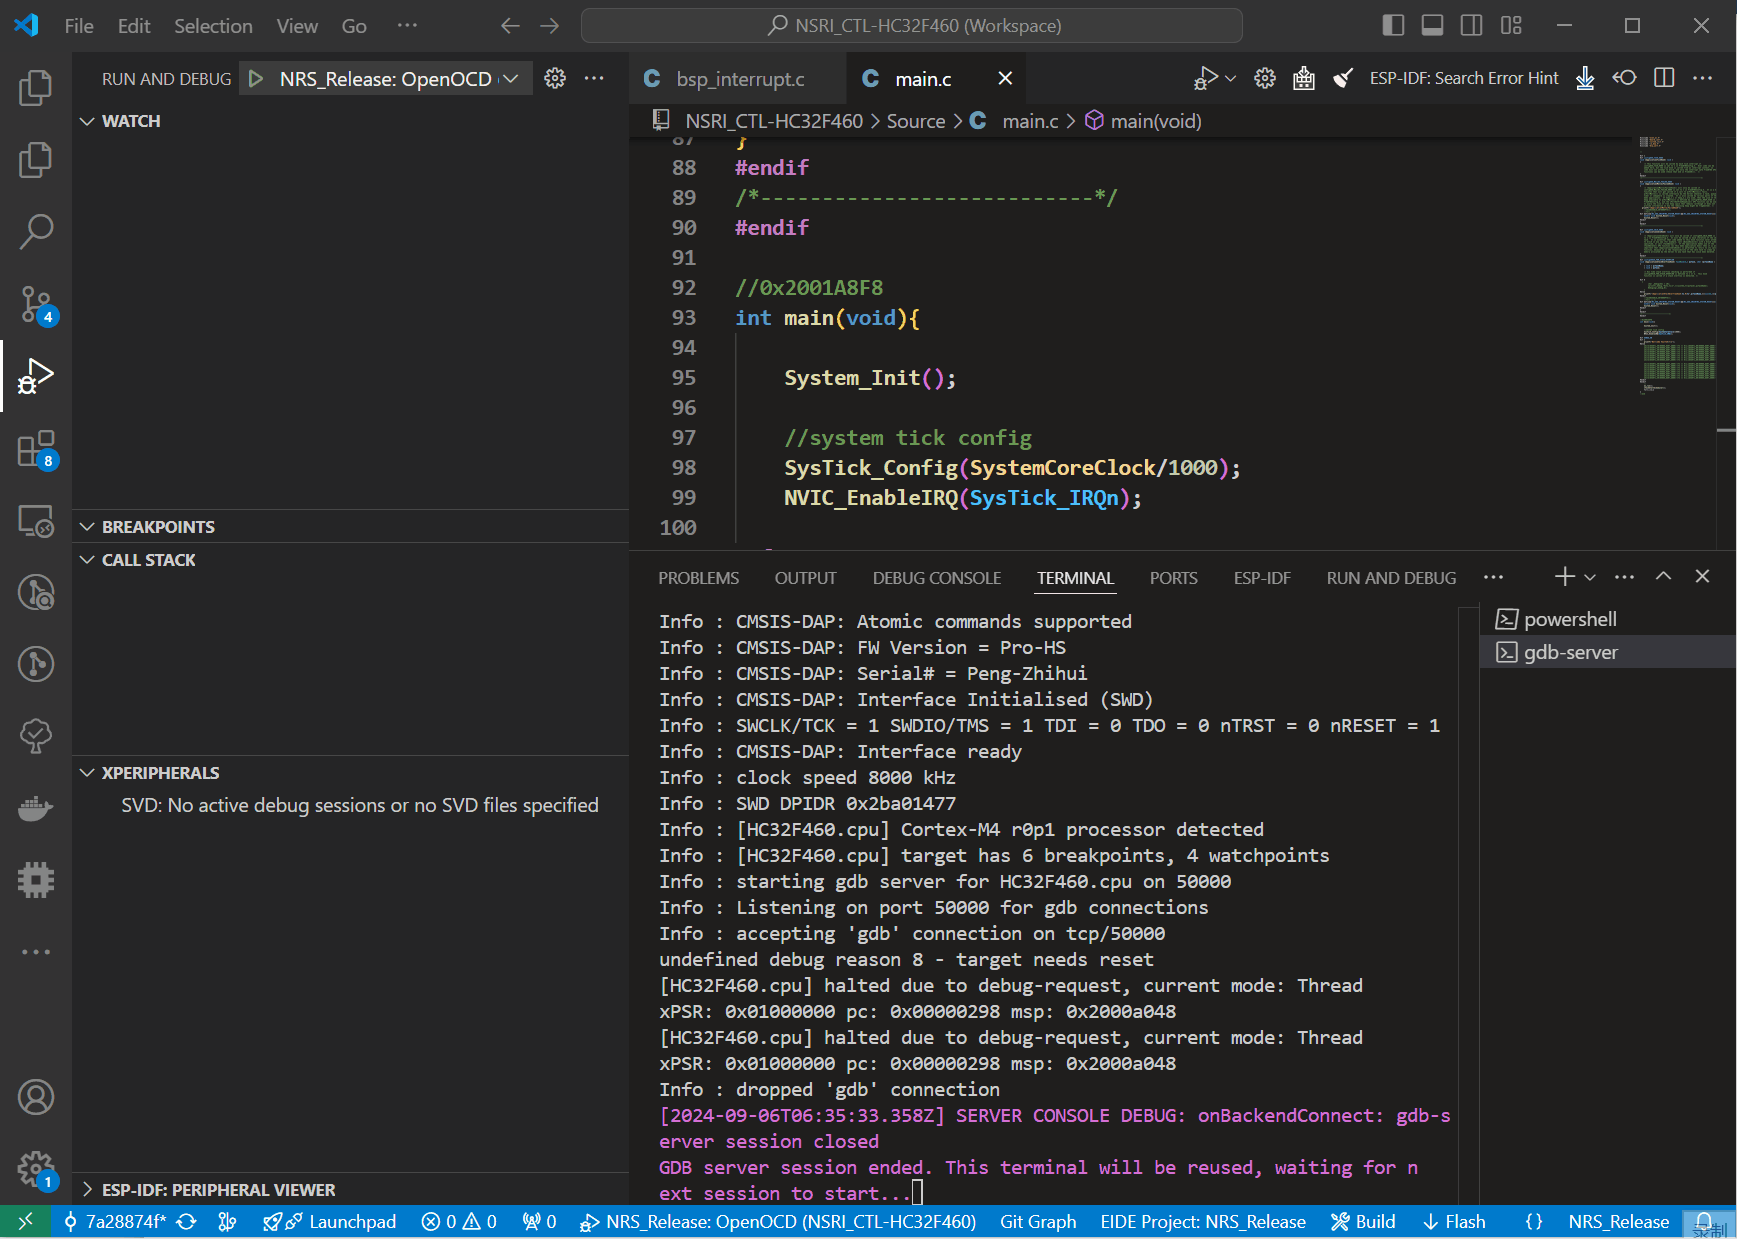 File Edit Selection View Go ··· NSRI_CTL-HC32F460 (Workspace)
RUN AND DEBUG NRS_Release: OpenOCD
bsp_interrupt.c main.c ESP-IDF: Search Error Hint
NSRI_CTL-HC32F460 > Source > C main.c > main(void)
WATCH
87 }
88 #endif
89 /*---------------------------*/
90 #endif
91
92 //0x2001A8F8
93 int main(void){
94
95 System_Init();
96
97 //system tick config
98 SysTick_Config(SystemCoreClock/1000);
99 NVIC_EnableIRQ(SysTick_IRQn);
100
4
8
1
BREAKPOINTS
CALL STACK
XPERIPHERALS
SVD: No active debug sessions or no SVD files specified
ESP-IDF: PERIPHERAL VIEWER
PROBLEMS OUTPUT DEBUG CONSOLE TERMINAL PORTS ESP-IDF RUN AND DEBUG ···
powershell
gdb-server
Info : CMSIS-DAP: Atomic commands supported
Info : CMSIS-DAP: FW Version = Pro-HS
Info : CMSIS-DAP: Serial# = Peng-Zhihui
Info : CMSIS-DAP: Interface Initialised (SWD)
Info : SWCLK/TCK = 1 SWDIO/TMS = 1 TDI = 0 TDO = 0 nTRST = 0 nRESET = 1
Info : CMSIS-DAP: Interface ready
Info : clock speed 8000 kHz
Info : SWD DPIDR 0x2ba01477
Info : [HC32F460.cpu] Cortex-M4 r0p1 processor detected
Info : [HC32F460.cpu] target has 6 breakpoints, 4 watchpoints
Info : starting gdb server for HC32F460.cpu on 50000
Info : Listening on port 50000 for gdb connections
Info : accepting 'gdb' connection on tcp/50000
undefined debug reason 8 - target needs reset
[HC32F460.cpu] halted due to debug-request, current mode: Thread
xPSR: 0x01000000 pc: 0x00000298 msp: 0x2000a048
[HC32F460.cpu] halted due to debug-request, current mode: Thread
xPSR: 0x01000000 pc: 0x00000298 msp: 0x2000a048
Info : dropped 'gdb' connection
[2024-09-06T06:35:33.358Z] SERVER CONSOLE DEBUG: onBackendConnect: gdb-s
erver session closed
GDB server session ended. This terminal will be reused, waiting for n
ext session to start...
7a28874f* Launchpad 0 0 0 NRS_Release: OpenOCD (NSRI_CTL-HC32F460) Git Graph EIDE Project: NRS_Release Build Flash {} NRS_Release